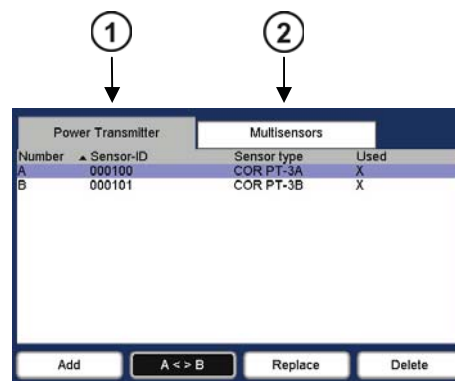 1 2
Power Transmitter Multisensors
Number ▲ Sensor-ID Sensor type Used
A 000100 COR PT-3A X
B 000101 COR PT-3B X
Add A < > B Replace Delete